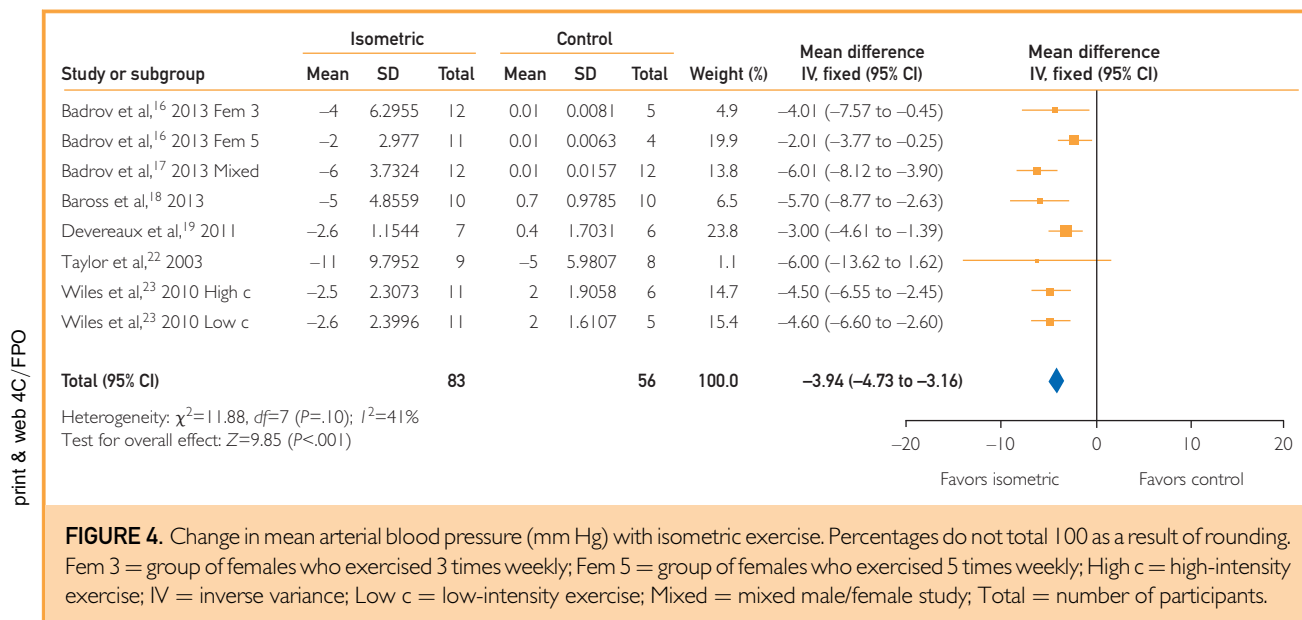 Isometric Control
Mean difference Mean difference
Study or subgroup Mean SD Total Mean SD Total Weight (%) IV, fixed (95% CI) IV, fixed (95% CI)
Badrov et al,16 2013 Fem 3 –4 6.2955 12 0.01 0.0081 5 4.9 –4.01 (–7.57 to –0.45)
Badrov et al,16 2013 Fem 5 –2 2.977 11 0.01 0.0063 4 19.9 –2.01 (–3.77 to –0.25)
Badrov et al,17 2013 Mixed –6 3.7324 12 0.01 0.0157 12 13.8 –6.01 (–8.12 to –3.90)
Baross et al,18 2013 –5 4.8559 10 0.7 0.9785 10 6.5 –5.70 (–8.77 to –2.63)
Devereaux et al,19 2011 –2.6 1.1544 7 0.4 1.7031 6 23.8 –3.00 (–4.61 to –1.39)
Taylor et al,22 2003 –11 9.7952 9 –5 5.9807 8 1.1 –6.00 (–13.62 to 1.62)
Wiles et al,23 2010 High c –2.5 2.3073 11 2 1.9058 6 14.7 –4.50 (–6.55 to –2.45)
Wiles et al,23 2010 Low c –2.6 2.3996 11 2 1.6107 5 15.4 –4.60 (–6.60 to –2.60)
Total (95% CI) 83 56 100.0 –3.94 (–4.73 to –3.16)
Heterogeneity: χ2=11.88, df=7 (P=.10); I2=41%
Test for overall effect: Z=9.85 (P<.001)
–20 –10 0 10 20
Favors isometric Favors control
print & web 4C/FPO
FIGURE 4. Change in mean arterial blood pressure (mm Hg) with isometric exercise. Percentages do not total 100 as a result of rounding.
Fem 3 = group of females who exercised 3 times weekly; Fem 5 = group of females who exercised 5 times weekly; High c = high-intensity
exercise; IV = inverse variance; Low c = low-intensity exercise; Mixed = mixed male/female study; Total = number of participants.